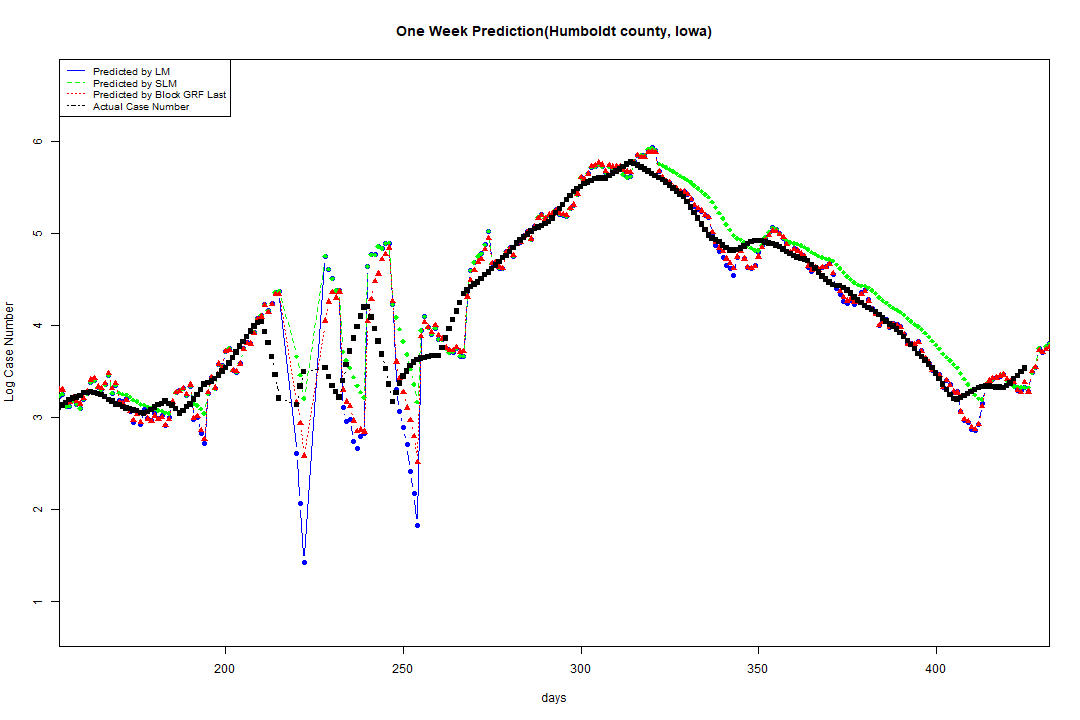 One Week Prediction(Humboldt county, Iowa)
Predicted by LM
Predicted by SLM
Predicted by Block GRF Last
Actual Case Number
6
5
4
3
2
1
Log Case Number
200
250
300
350
400
days